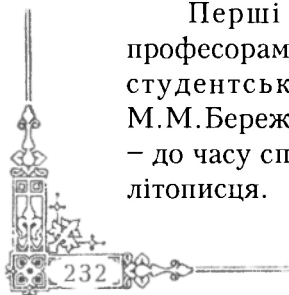 Перші
професорам
студентськ
М.М.Береж
– до часу сп
літописця.
232